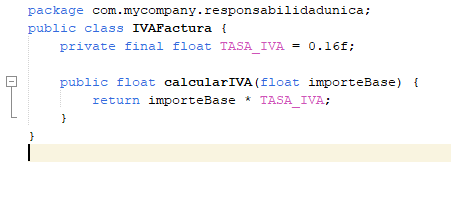 package com.mycompany.responsabilidadunica;
public class IVAFactura {
    private final float TASA_IVA = 0.16f;

    public float calcularIVA(float importeBase) {
        return importeBase * TASA_IVA;
    }
}